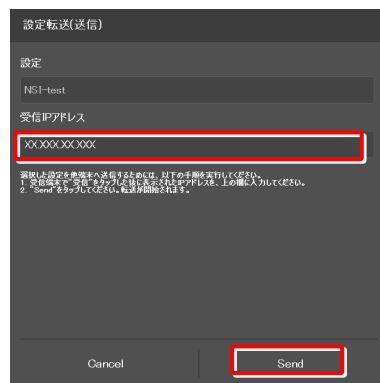 設定転送(送信)
設定
NSI-test
受信IPアドレス
XX.XXX.XX.XXX
選択した設定を他端末へ送信するためには、以下の手順を実行してください。
1. 受信端末で"受信"をタップした後に表示されたIPアドレスを、上の欄に入力してください。
2. "Send"をタップしてください。転送が開始されます。
Cancel
Send